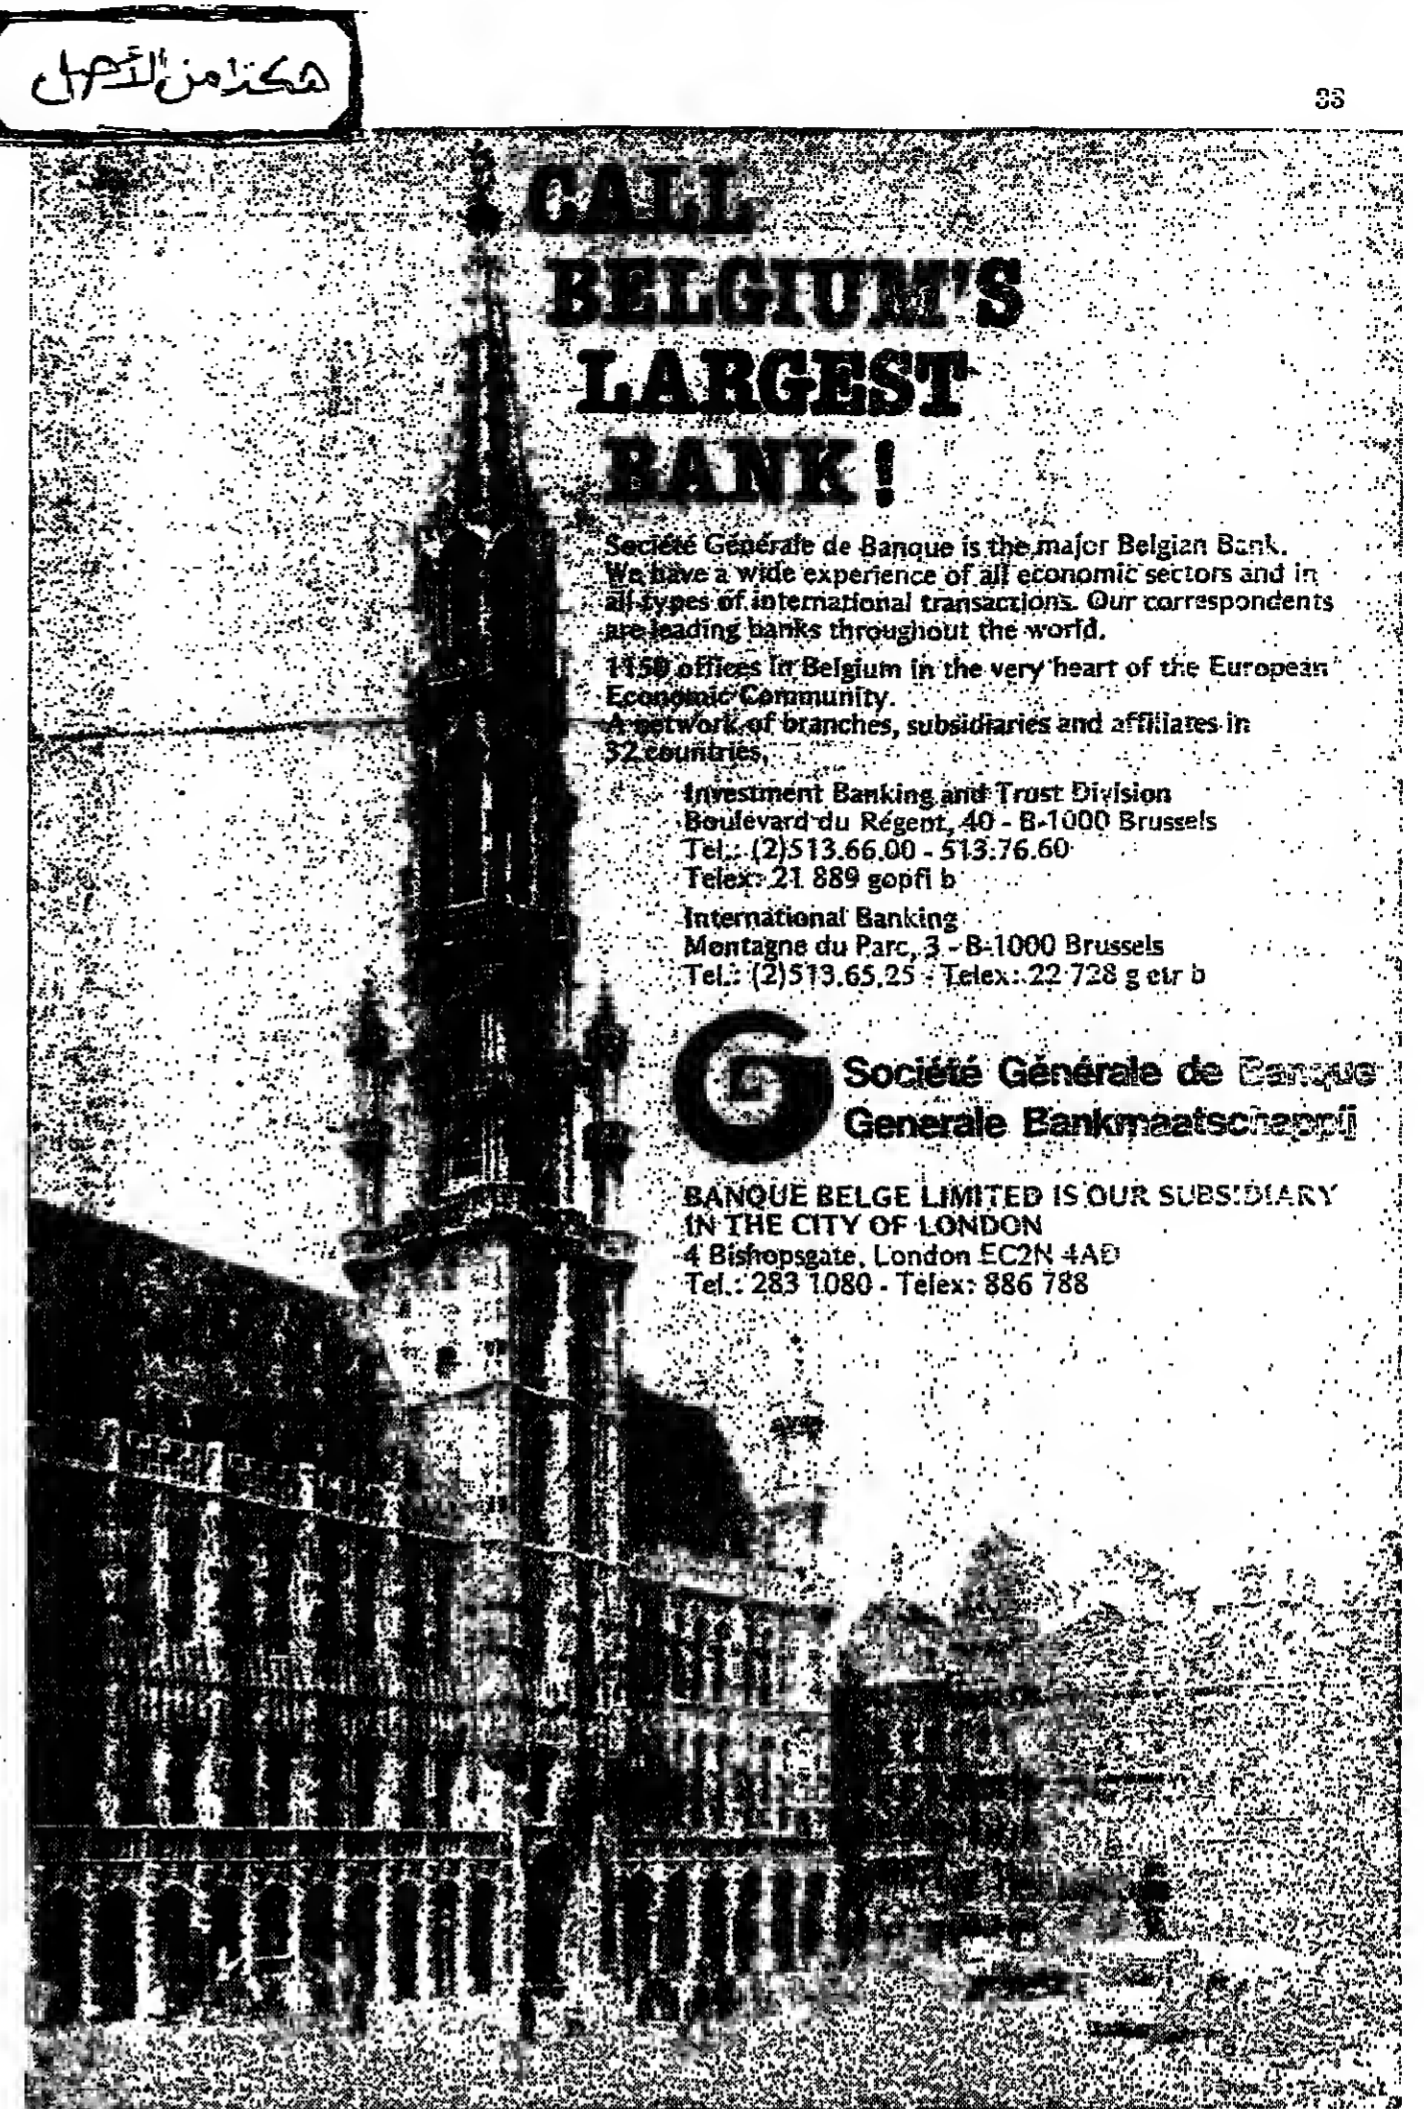 هكذا من الأصل
CALL
BELGIUM'S
LARGEST
BANK!
Société Générale de Banque is the major Belgian Bank.
We have a wide experience of all economic sectors and in
all types of international transactions. Our correspondents
are leading banks throughout the world.
1150 offices in Belgium in the very heart of the European
Economic Community.
A network of branches, subsidiaries and affiliates in
32 countries.
Investment Banking and Trust Division
Boulevard du Régent, 40 - B-1000 Brussels
Tel.: (2)513.66.00 - 513.76.60
Telex: 21 889 gopfi b
International Banking
Montagne du Parc, 3 - B-1000 Brussels
Tel.: (2)513.65.25 - Telex: 22 728 g etr b
Société Générale de Banque
Generale Bankmaatschappij
BANQUE BELGE LIMITED IS OUR SUBSIDIARY
IN THE CITY OF LONDON
4 Bishopsgate, London EC2N 4AD
Tel.: 283 1080 - Telex: 886 788